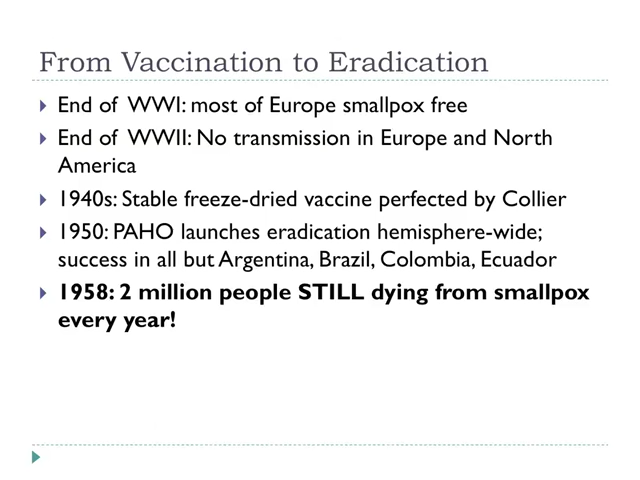 From Vaccination to Eradication
End of WWI: most of Europe smallpox free
End of WWII: No transmission in Europe and North
America
1940s: Stable freeze-dried vaccine perfected by Collier
1950: PAHO launches eradication hemisphere-wide;
success in all but Argentina, Brazil, Colombia, Ecuador
1958: 2 million people STILL dying from smallpox
every year!